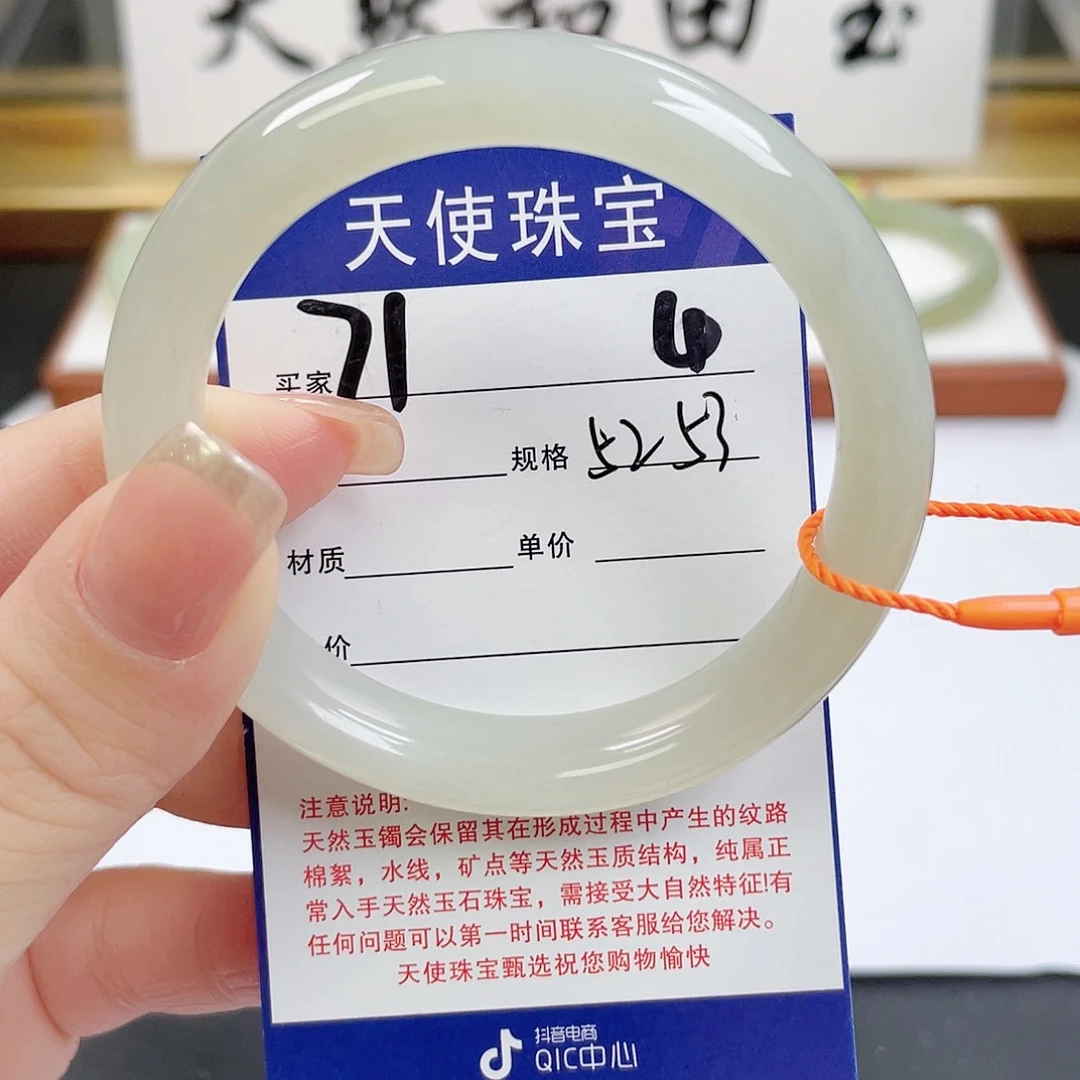 和田玉
天使珠宝
买家 71 4
规格 52 53
材质 单价
价
注意说明:
天然玉镯会保留其在形成过程中产生的纹路
棉絮，水线，矿点等天然玉质结构，纯属正
常入手天然玉石珠宝，需接受大自然特征!有
任何问题可以第一时间联系客服给您解决。
天使珠宝甄选祝您购物愉快
抖音电商
QIC中心